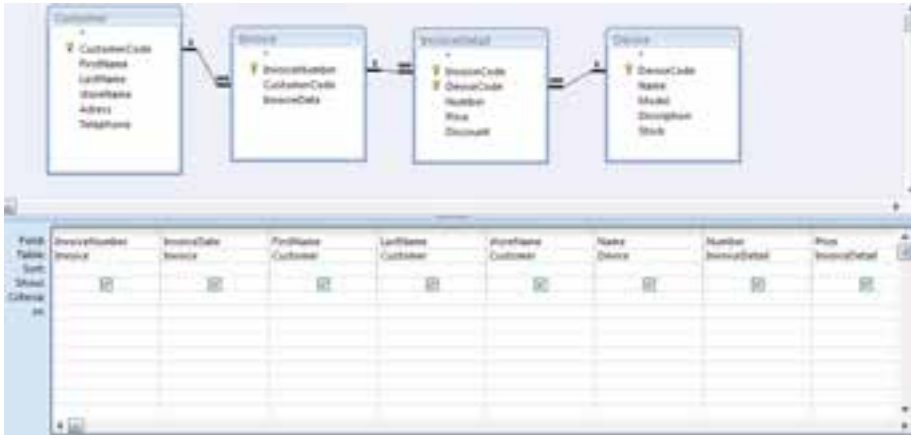 Customer
*
CustomerCode
FirstName
LastName
storeName
Adress
Telephone
Invoice
*
InvoiceNumber
CustomerCode
InvoiceDate
InvoiceDetail
*
InvoiceCode
DeviceCode
Number
Price
Discount
Device
*
DeviceCode
Name
Model
Discription
Stock
Field: InvoiceNumber InvoiceDate FirstName LastName storeName Name Number Price
Table: Invoice Invoice Customer Customer Customer Device InvoiceDetail InvoiceDetail
Sort:
Show:
Criteria:
or: